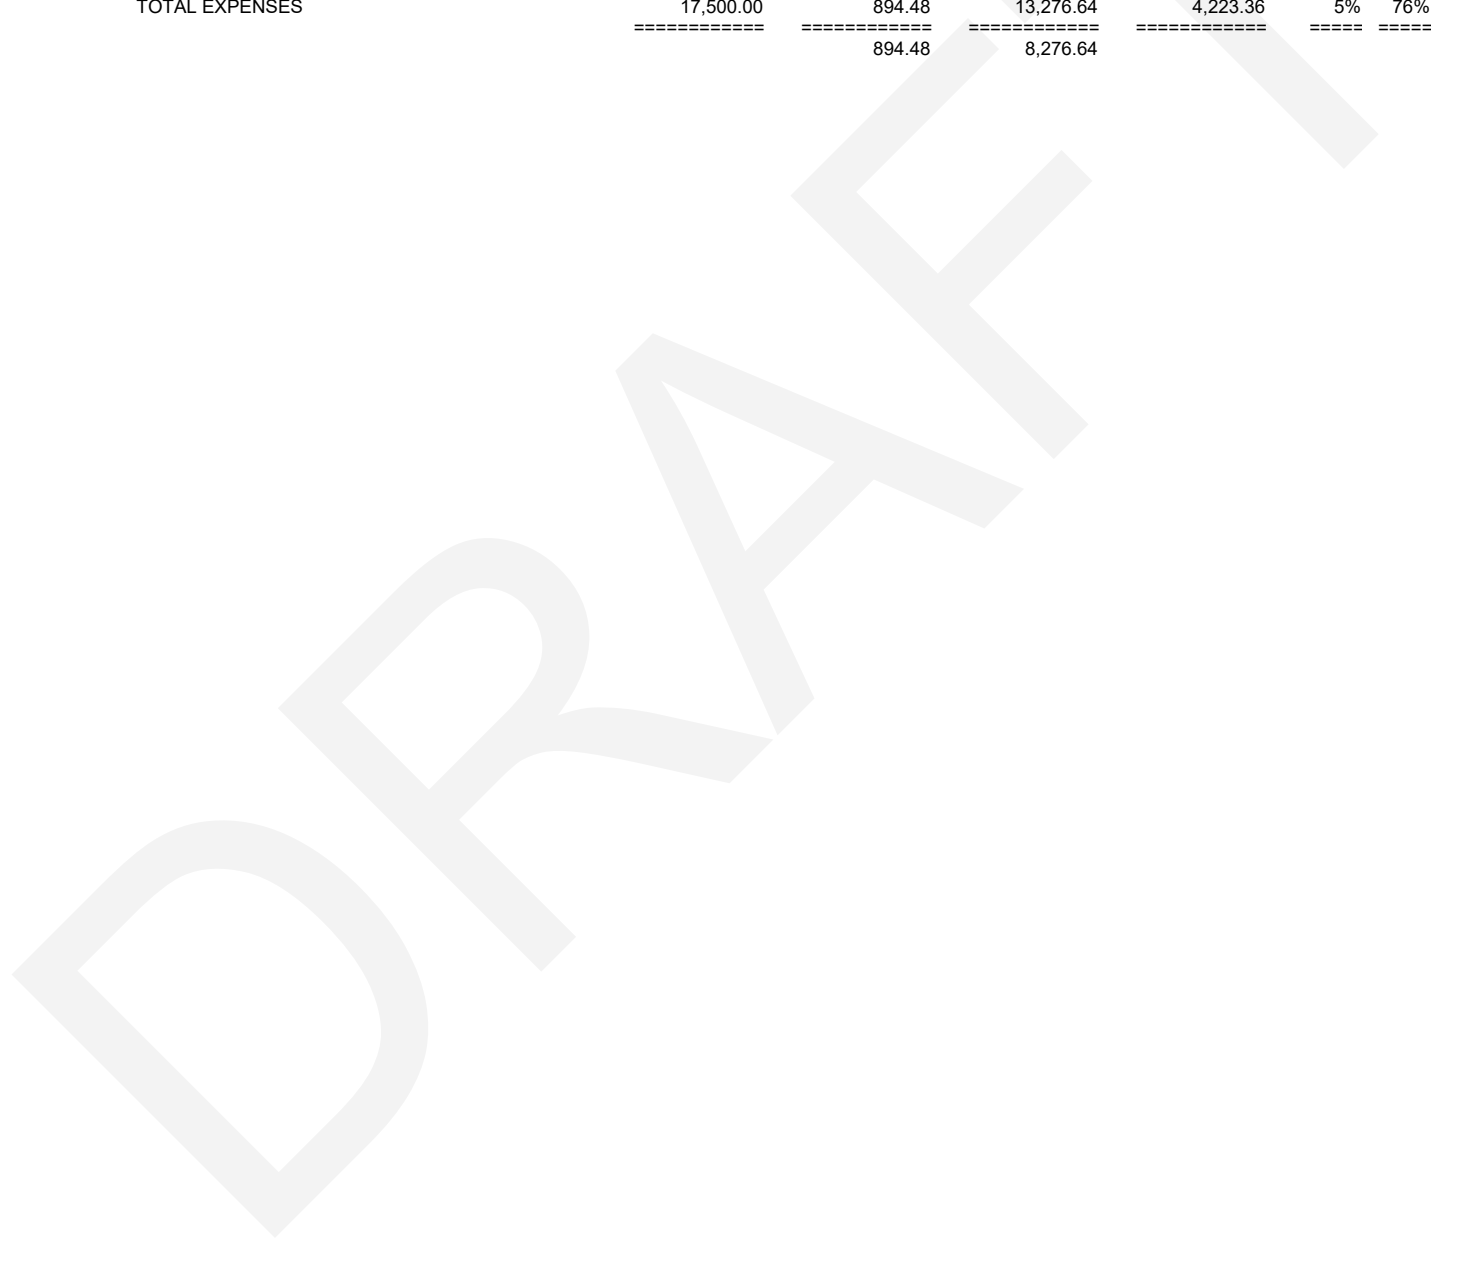 TOTAL EXPENSES 17,500.00 894.48 13,276.64 4,223.36 5% 76%
============ ============ ============ ============ ===== =====
894.48 8,276.64
DRAFT